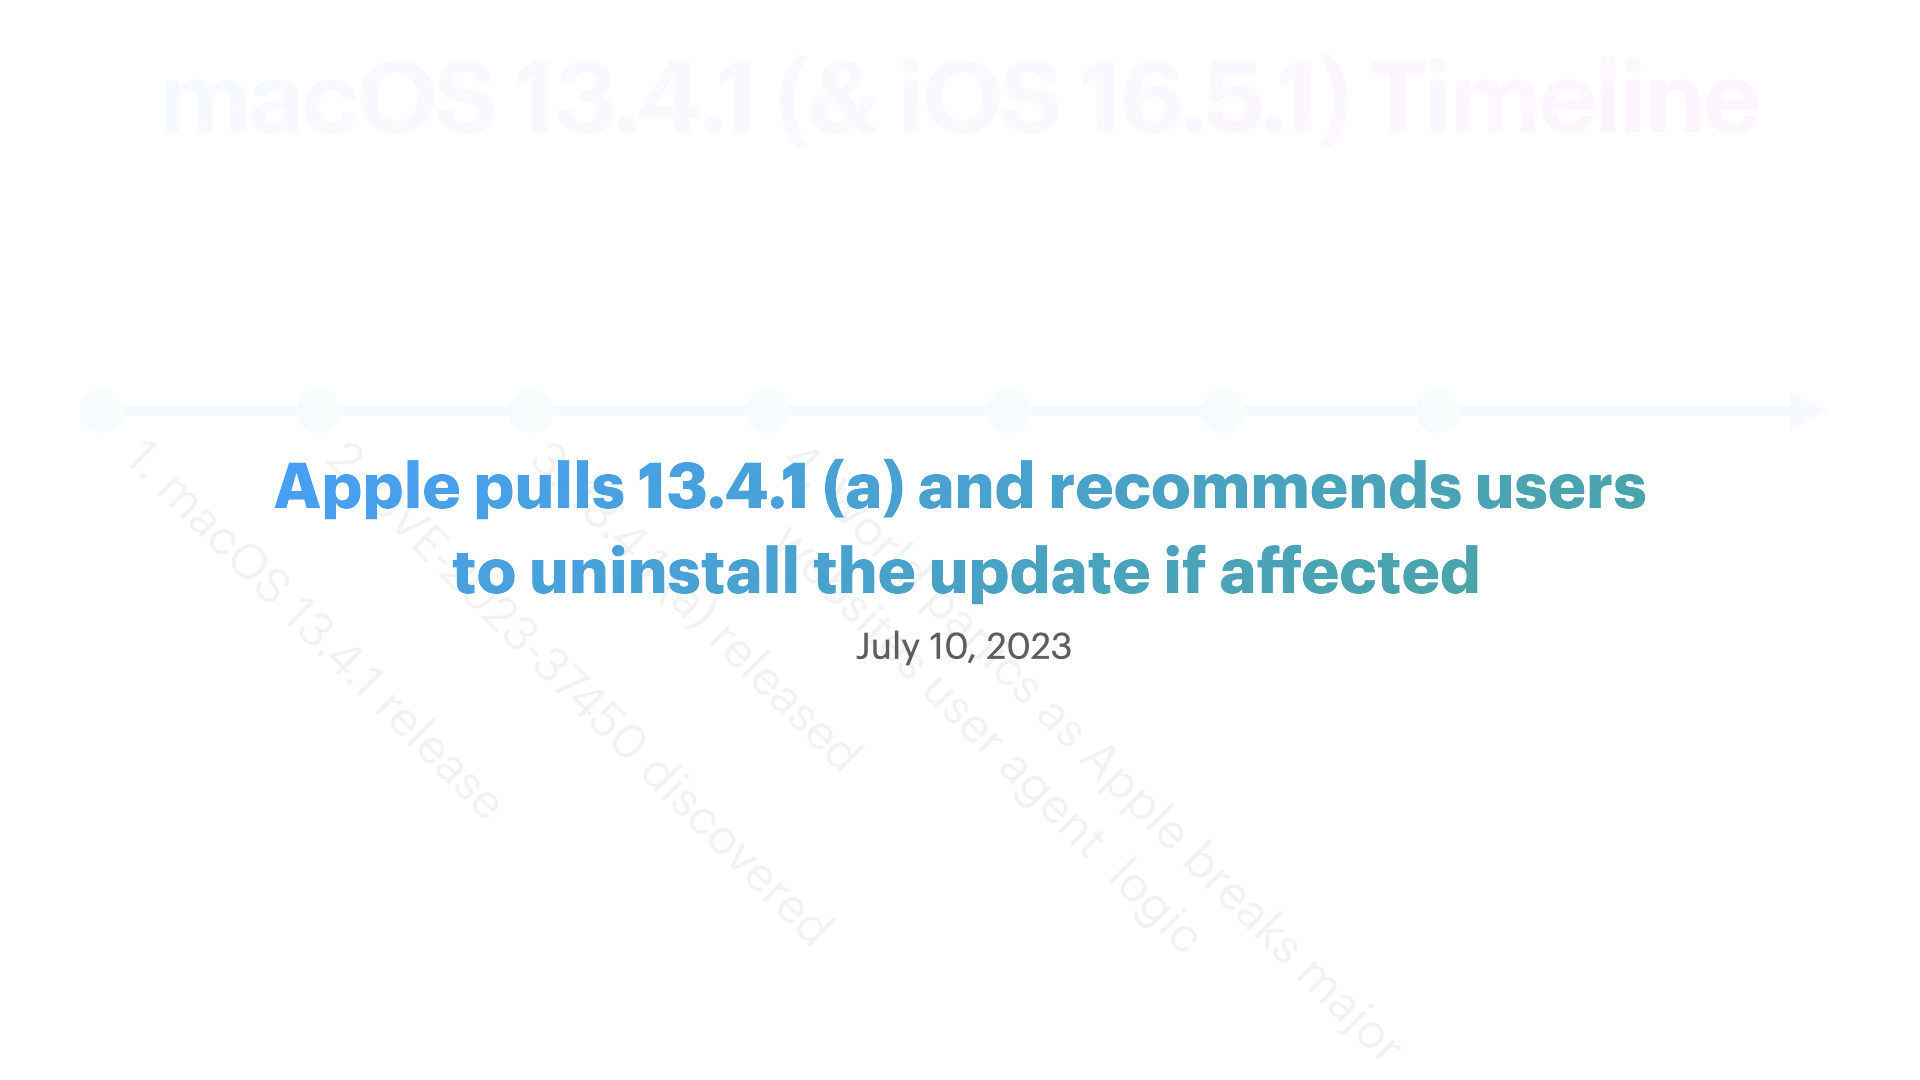 macOS 13.4.1 (& iOS 16.5.1) Timeline
Apple pulls 13.4.1 (a) and recommends users
to uninstall the update if affected
July 10, 2023
1. macOS 13.4.1 release
2. CVE-2023-37450 discovered
3. 13.4.1 (a) released
4. World panics as Apple breaks major
websites user agent logic